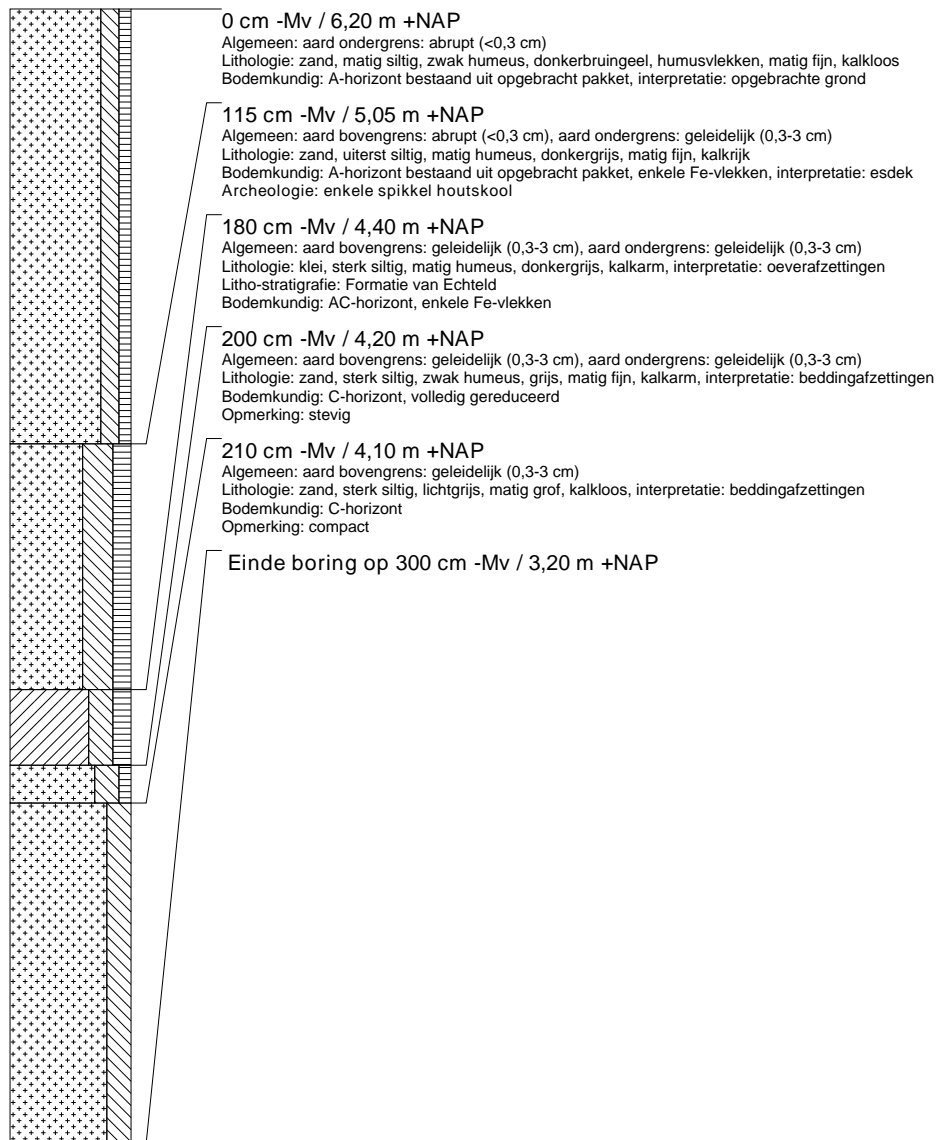 0 cm -Mv / 6,20 m +NAP
Algemeen: aard ondergrens: abrupt (<0,3 cm)
Lithologie: zand, matig siltig, zwak humeus, donkerbruingeel, humusvlekken, matig fijn, kalkloos
Bodemkundig: A-horizont bestaand uit opgebracht pakket, interpretatie: opgebrachte grond
115 cm -Mv / 5,05 m +NAP
Algemeen: aard bovengrens: abrupt (<0,3 cm), aard ondergrens: geleidelijk (0,3-3 cm)
Lithologie: zand, uiterst siltig, matig humeus, donkergrijs, matig fijn, kalkrijk
Bodemkundig: A-horizont bestaand uit opgebracht pakket, enkele Fe-vlekken, interpretatie: esdek
Archeologie: enkele spikkel houtskool
180 cm -Mv / 4,40 m +NAP
Algemeen: aard bovengrens: geleidelijk (0,3-3 cm), aard ondergrens: geleidelijk (0,3-3 cm)
Lithologie: klei, sterk siltig, matig humeus, donkergrijs, kalkarm, interpretatie: oeverafzettingen
Litho-stratigrafie: Formatie van Echteld
Bodemkundig: AC-horizont, enkele Fe-vlekken
200 cm -Mv / 4,20 m +NAP
Algemeen: aard bovengrens: geleidelijk (0,3-3 cm), aard ondergrens: geleidelijk (0,3-3 cm)
Lithologie: zand, sterk siltig, zwak humeus, grijs, matig fijn, kalkarm, interpretatie: beddingafzettingen
Bodemkundig: C-horizont, volledig gereduceerd
Opmerking: stevig
210 cm -Mv / 4,10 m +NAP
Algemeen: aard bovengrens: geleidelijk (0,3-3 cm)
Lithologie: zand, sterk siltig, lichtgrijs, matig grof, kalkloos, interpretatie: beddingafzettingen
Bodemkundig: C-horizont
Opmerking: compact
Einde boring op 300 cm -Mv / 3,20 m +NAP